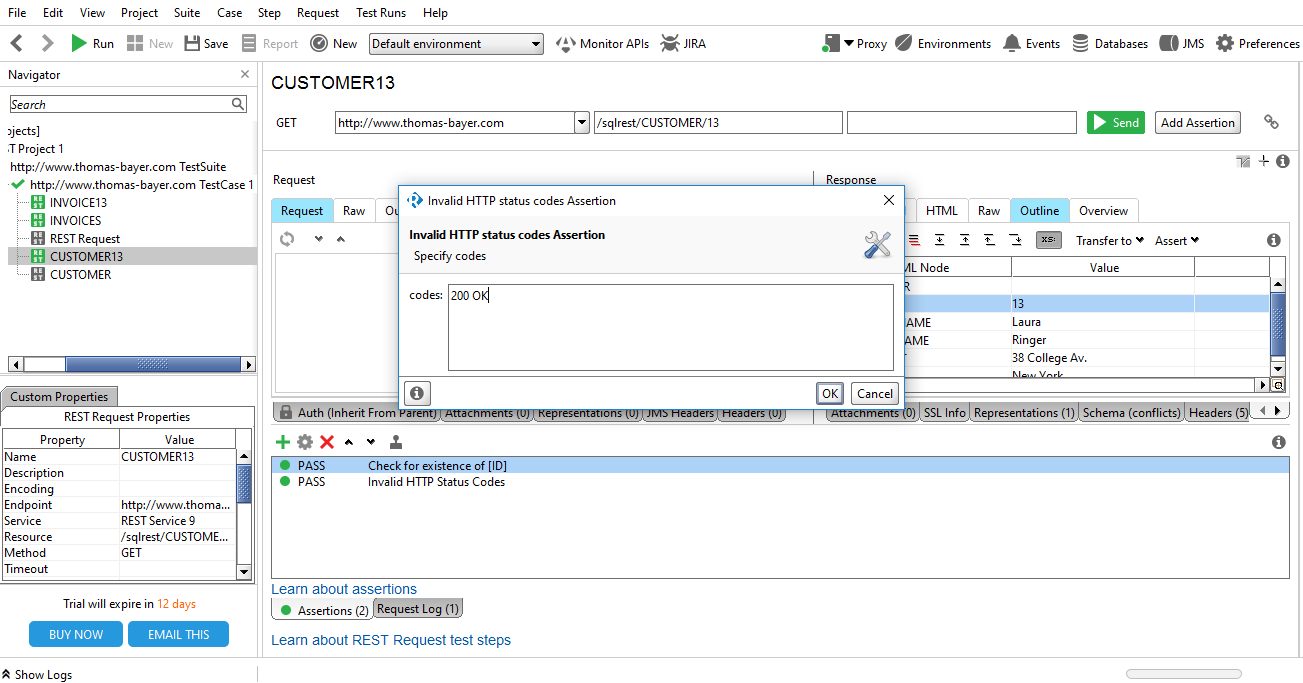 File Edit View Project Suite Case Step Request Test Runs Help
Run New Save Report New Default environment Monitor APIs JIRA Proxy Environments Events Databases JMS Preferences
Navigator
Search
ojects]
ST Project 1
http://www.thomas-bayer.com TestSuite
http://www.thomas-bayer.com TestCase 1
INVOICE13
INVOICES
REST Request
CUSTOMER13
CUSTOMER
Custom Properties
REST Request Properties
Property Value
Name CUSTOMER13
Description
Encoding
Endpoint http://www.thoma...
Service REST Service 9
Resource /sqlrest/CUSTOME...
Method GET
Timeout
Trial will expire in 12 days
BUY NOW EMAIL THIS
Show Logs
CUSTOMER13
GET http://www.thomas-bayer.com /sqlrest/CUSTOMER/13 Send Add Assertion
Request
Request Raw Ou
Response
HTML Raw Outline Overview
XS: Transfer to Assert
ML Node Value
R
13
AME Laura
AME Ringer
T 38 College Av.
New York
Invalid HTTP status codes Assertion
Invalid HTTP status codes Assertion
Specify codes
codes: 200 OK
OK Cancel
Auth (Inherit From Parent) Attachments (0) Representations (0) JMS Headers Headers (0)
Attachments (0) SSL Info Representations (1) Schema (conflicts) Headers (5)
PASS Check for existence of [ID]
PASS Invalid HTTP Status Codes
Learn about assertions
Assertions (2) Request Log (1)
Learn about REST Request test steps